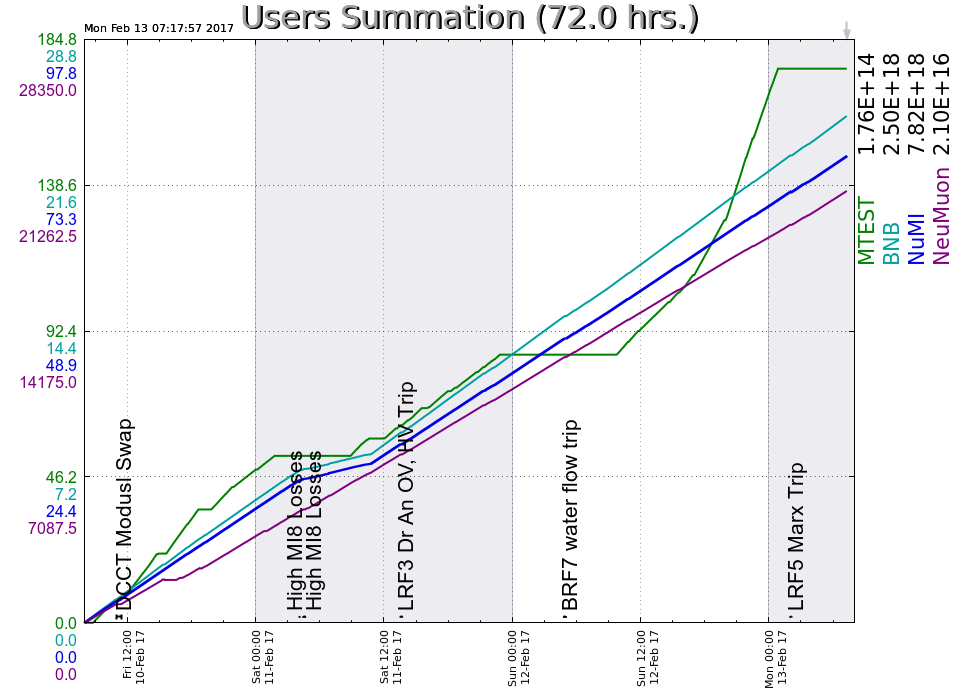 Users Summation (72.0 hrs.)
Mon Feb 13 07:17:57 2017
184.8
28.8
97.8
28350.0
138.6
21.6
73.3
21262.5
92.4
14.4
48.9
14175.0
46.2
7.2
24.4
7087.5
0.0
0.0
0.0
0.0
DCCT Modusl Swap
High MI8 Losses
High MI8 Losses
LRF3 Dr An OV, HV Trip
BRF7 water flow trip
LRF5 Marx Trip
MTEST 1.76E+14
BNB 2.50E+18
NuMI 7.82E+18
NeuMuon 2.10E+16
Fri 12:00
10-Feb 17
Sat 00:00
11-Feb 17
Sat 12:00
11-Feb 17
Sun 00:00
12-Feb 17
Sun 12:00
12-Feb 17
Mon 00:00
13-Feb 17